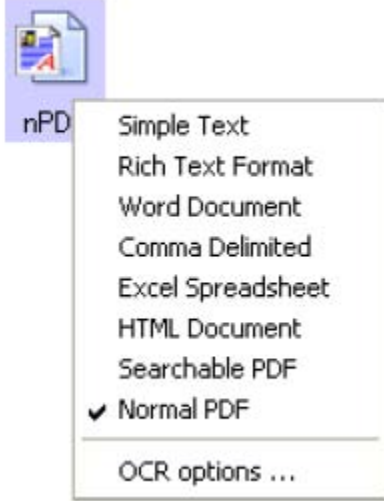 nPD
Simple Text
Rich Text Format
Word Document
Comma Delimited
Excel Spreadsheet
HTML Document
Searchable PDF
Normal PDF
OCR options ...